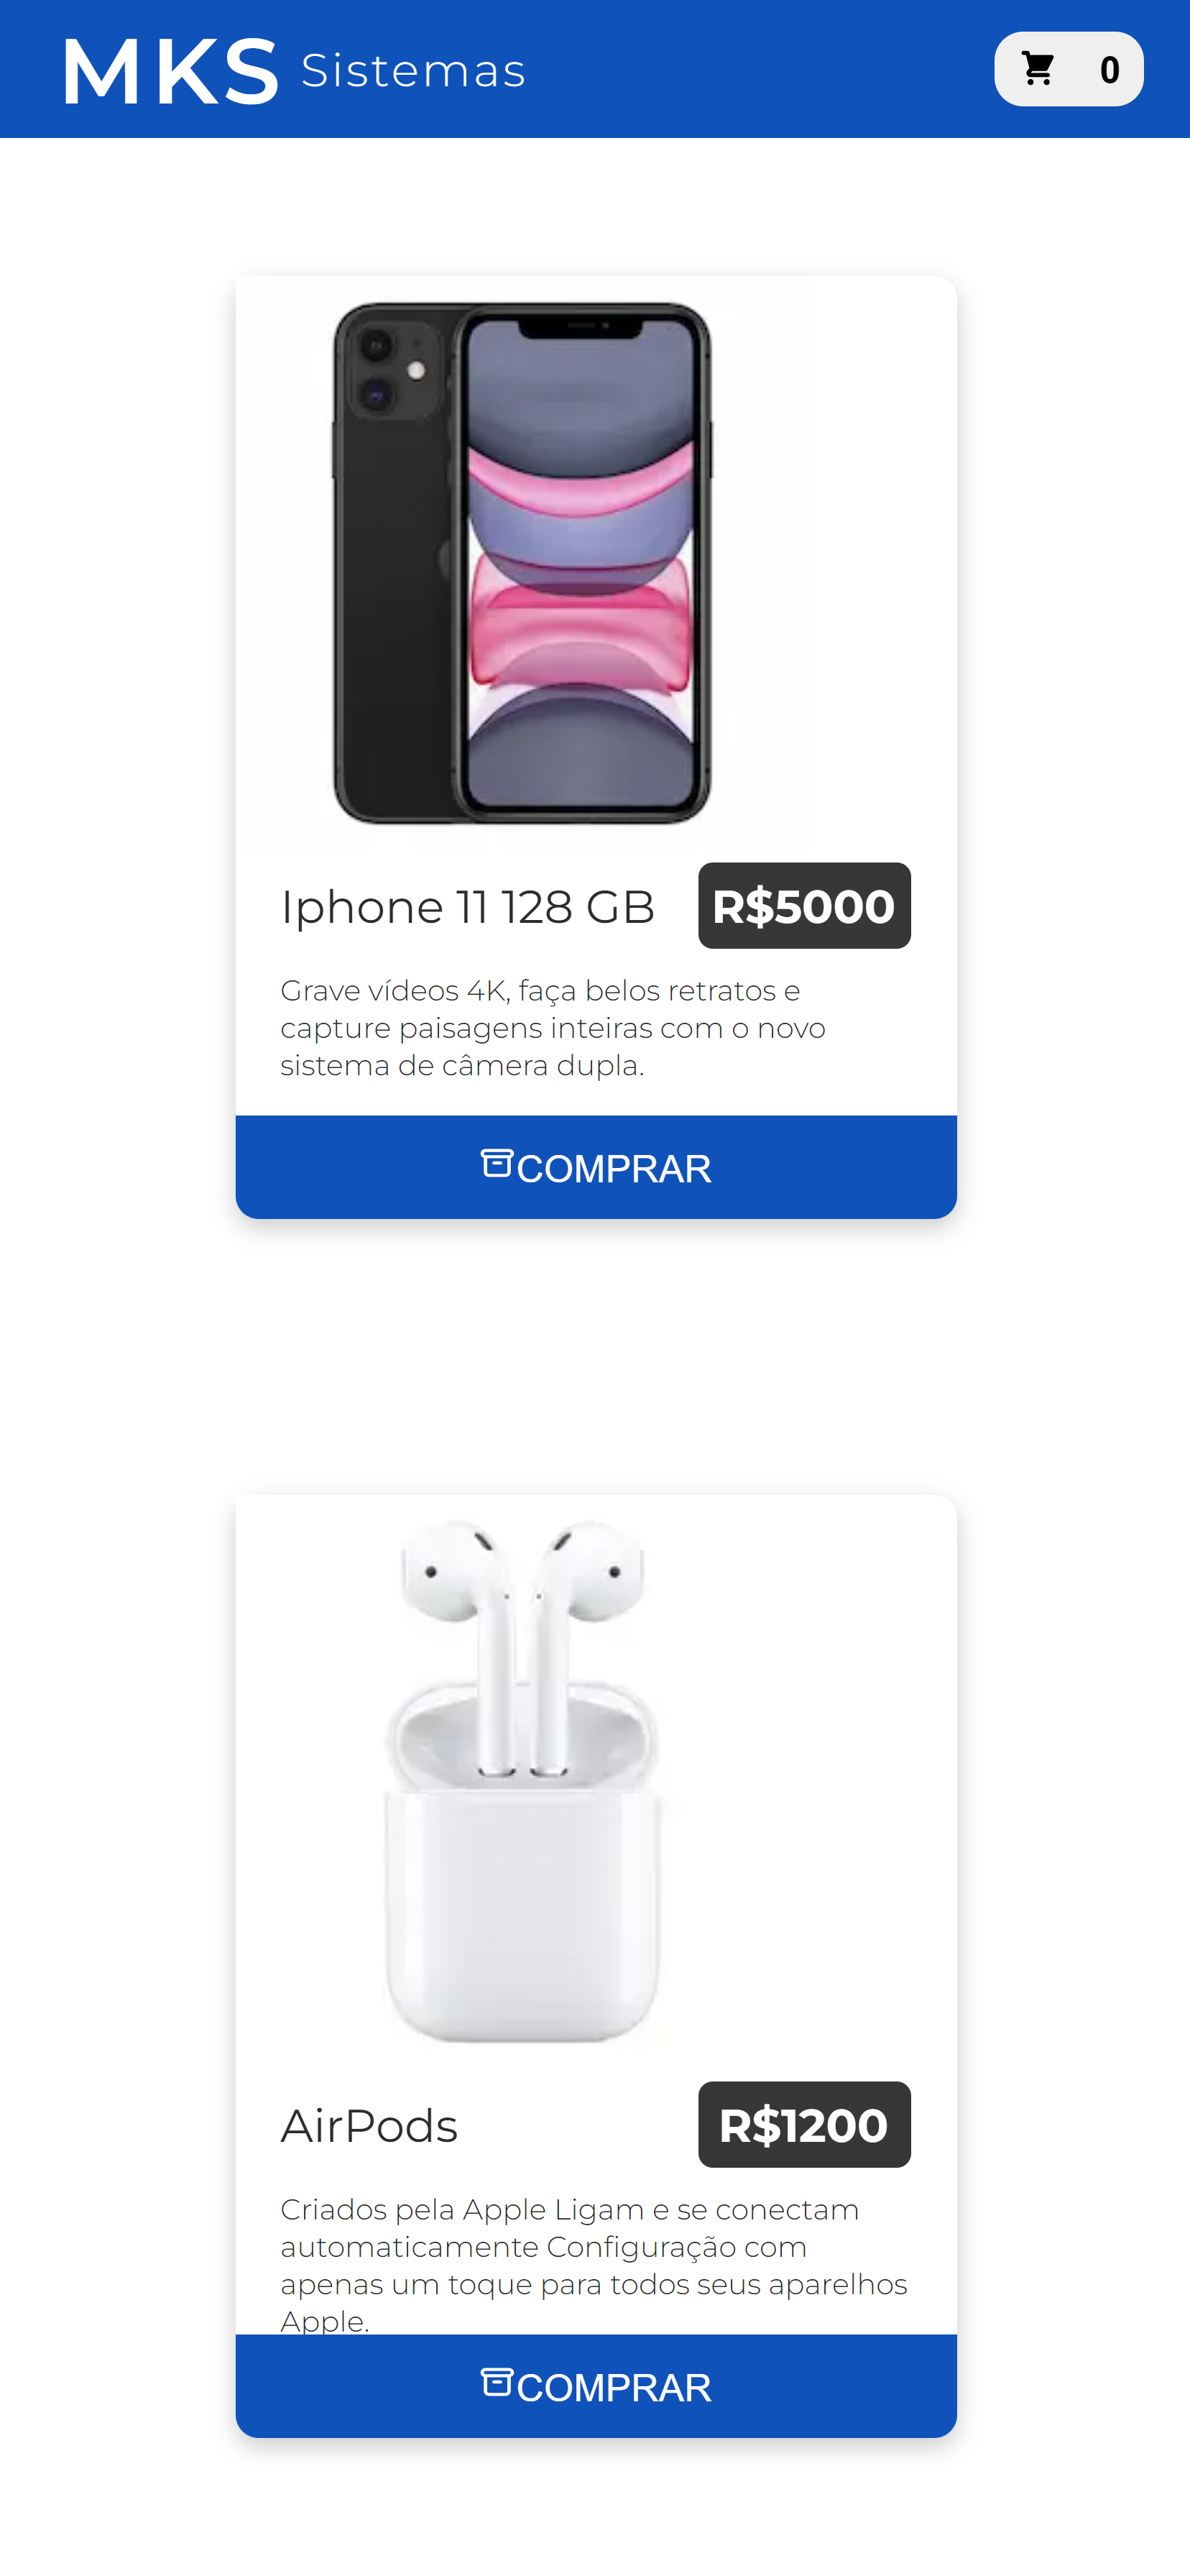 MKS Sistemas
0
Iphone 11 128 GB
R$5000
Grave vídeos 4K, faça belos retratos e
capture paisagens inteiras com o novo
sistema de câmera dupla.
COMPRAR
AirPods
R$1200
Criados pela Apple Ligam e se conectam
automaticamente Configuração com
apenas um toque para todos seus aparelhos
Apple.
COMPRAR